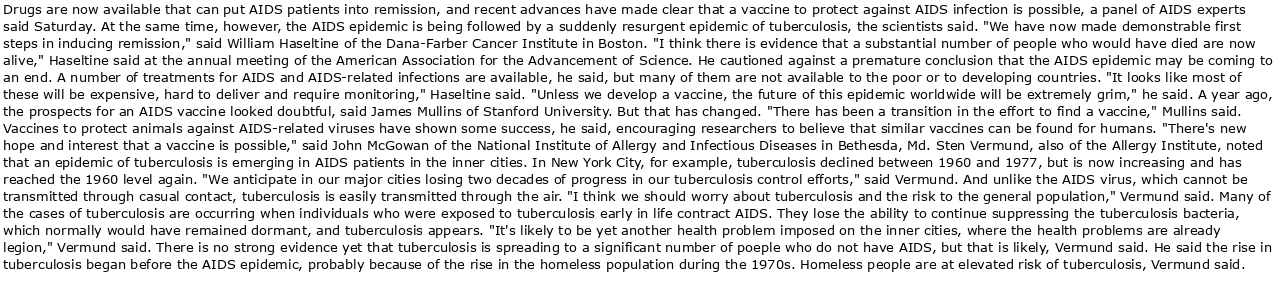 Drugs are now available that can put AIDS patients into remission, and recent advances have made clear that a vaccine to protect against AIDS infection is possible, a panel of AIDS experts
said Saturday. At the same time, however, the AIDS epidemic is being followed by a suddenly resurgent epidemic of tuberculosis, the scientists said. "We have now made demonstrable first
steps in inducing remission," said William Haseltine of the Dana-Farber Cancer Institute in Boston. "I think there is evidence that a substantial number of people who would have died are now
alive," Haseltine said at the annual meeting of the American Association for the Advancement of Science. He cautioned against a premature conclusion that the AIDS epidemic may be coming to
an end. A number of treatments for AIDS and AIDS-related infections are available, he said, but many of them are not available to the poor or to developing countries. "It looks like most of
these will be expensive, hard to deliver and require monitoring," Haseltine said. "Unless we develop a vaccine, the future of this epidemic worldwide will be extremely grim," he said. A year ago,
the prospects for an AIDS vaccine looked doubtful, said James Mullins of Stanford University. But that has changed. "There has been a transition in the effort to find a vaccine," Mullins said.
Vaccines to protect animals against AIDS-related viruses have shown some success, he said, encouraging researchers to believe that similar vaccines can be found for humans. "There's new
hope and interest that a vaccine is possible," said John McGowan of the National Institute of Allergy and Infectious Diseases in Bethesda, Md. Sten Vermund, also of the Allergy Institute, noted
that an epidemic of tuberculosis is emerging in AIDS patients in the inner cities. In New York City, for example, tuberculosis declined between 1960 and 1977, but is now increasing and has
reached the 1960 level again. "We anticipate in our major cities losing two decades of progress in our tuberculosis control efforts," said Vermund. And unlike the AIDS virus, which cannot be
transmitted through casual contact, tuberculosis is easily transmitted through the air. "I think we should worry about tuberculosis and the risk to the general population," Vermund said. Many of
the cases of tuberculosis are occurring when individuals who were exposed to tuberculosis early in life contract AIDS. They lose the ability to continue suppressing the tuberculosis bacteria,
which normally would have remained dormant, and tuberculosis appears. "It's likely to be yet another health problem imposed on the inner cities, where the health problems are already
legion," Vermund said. There is no strong evidence yet that tuberculosis is spreading to a significant number of poeple who do not have AIDS, but that is likely, Vermund said. He said the rise in
tuberculosis began before the AIDS epidemic, probably because of the rise in the homeless population during the 1970s. Homeless people are at elevated risk of tuberculosis, Vermund said.